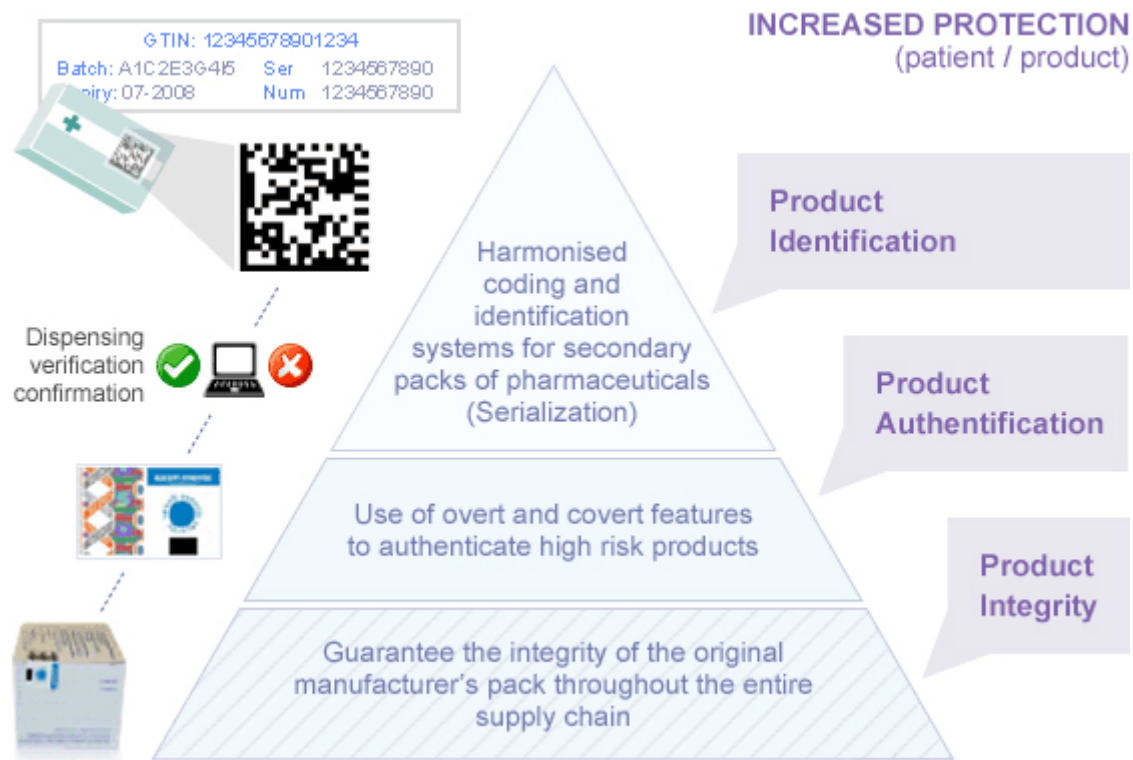 GTIN: 12345678901234
Batch: A1C2E3G4I5 Ser 1234567890
07-2008 Num 1234567890
INCREASED PROTECTION
(patient / product)
Product
Identification
Harmonised
coding and
identification
systems for secondary
packs of pharmaceuticals
(Serialization)
Dispensing
verification
confirmation
Product
Authentification
Use of overt and covert features
to authenticate high risk products
Product
Integrity
Guarantee the integrity of the original
manufacturer's pack throughout the entire
supply chain